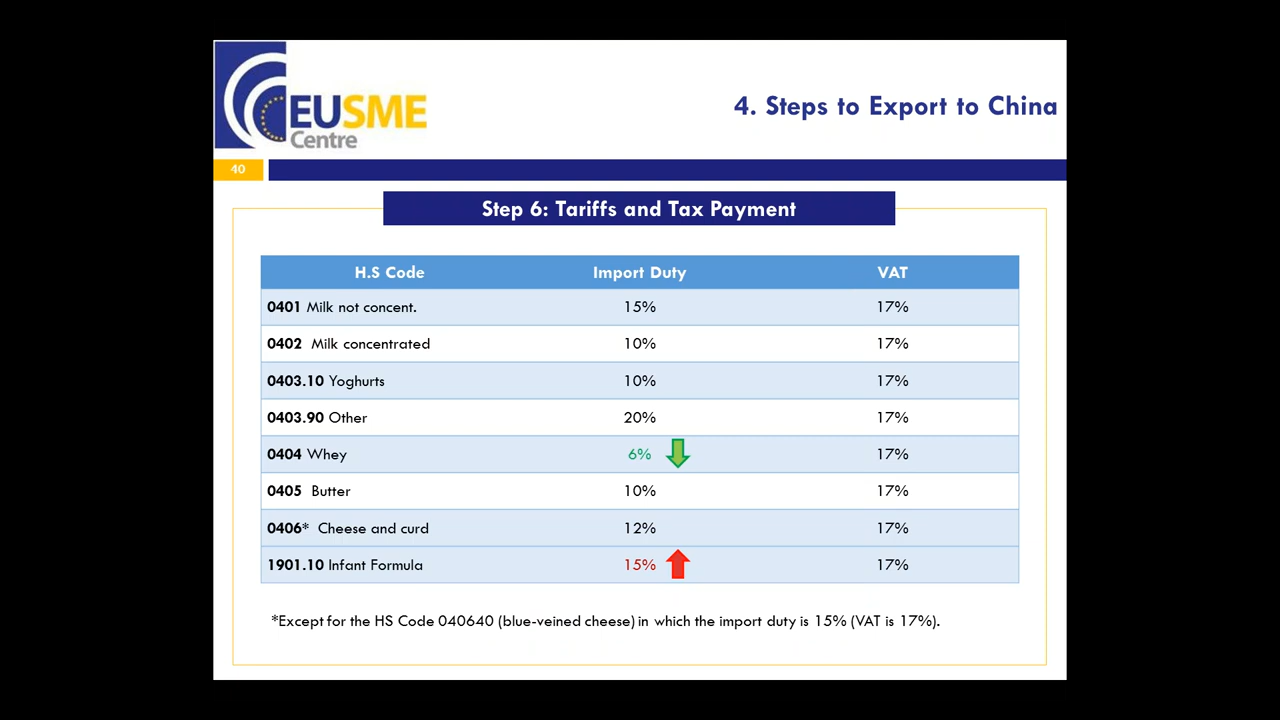 EUSME
Centre
4. Steps to Export to China
40
Step 6: Tariffs and Tax Payment
H.S Code Import Duty VAT
0401 Milk not concent. 15% 17%
0402 Milk concentrated 10% 17%
0403.10 Yoghurts 10% 17%
0403.90 Other 20% 17%
0404 Whey 6% 17%
0405 Butter 10% 17%
0406* Cheese and curd 12% 17%
1901.10 Infant Formula 15% 17%
*Except for the HS Code 040640 (blue-veined cheese) in which the import duty is 15% (VAT is 17%).